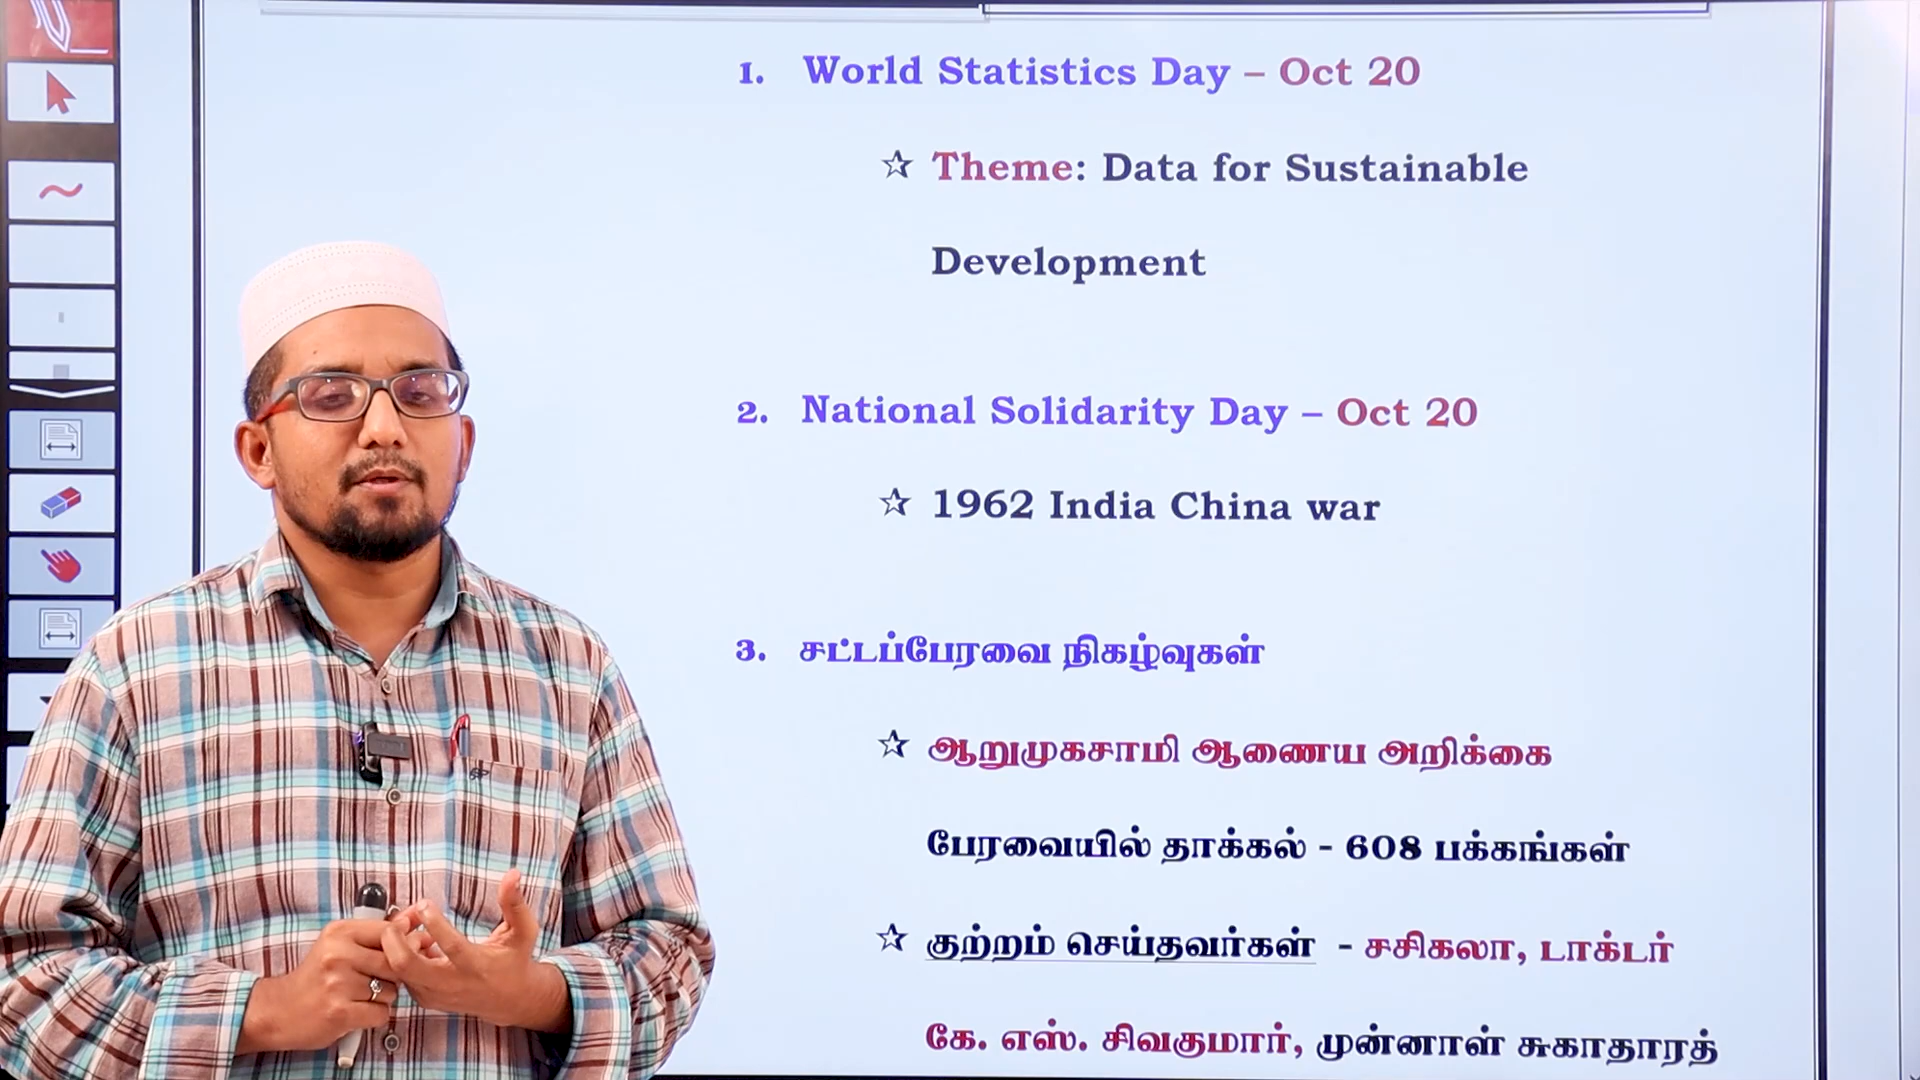 1. World Statistics Day – Oct 20
☆ Theme: Data for Sustainable
Development
2. National Solidarity Day – Oct 20
☆ 1962 India China war
3. சட்டப்பேரவை நிகழ்வுகள்
☆ ஆறுமுகசாமி ஆணைய அறிக்கை
பேரவையில் தாக்கல் - 608 பக்கங்கள்
☆ குற்றம் செய்தவர்கள் - சசிகலா, டாக்டர்
கே. எஸ். சிவகுமார், முன்னாள் சுகாதாரத்